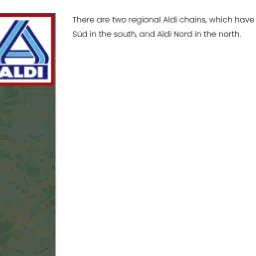 There are two regional Aldi chains, which have
Süd in the south, and Aldi Nord in the north.
ALDI